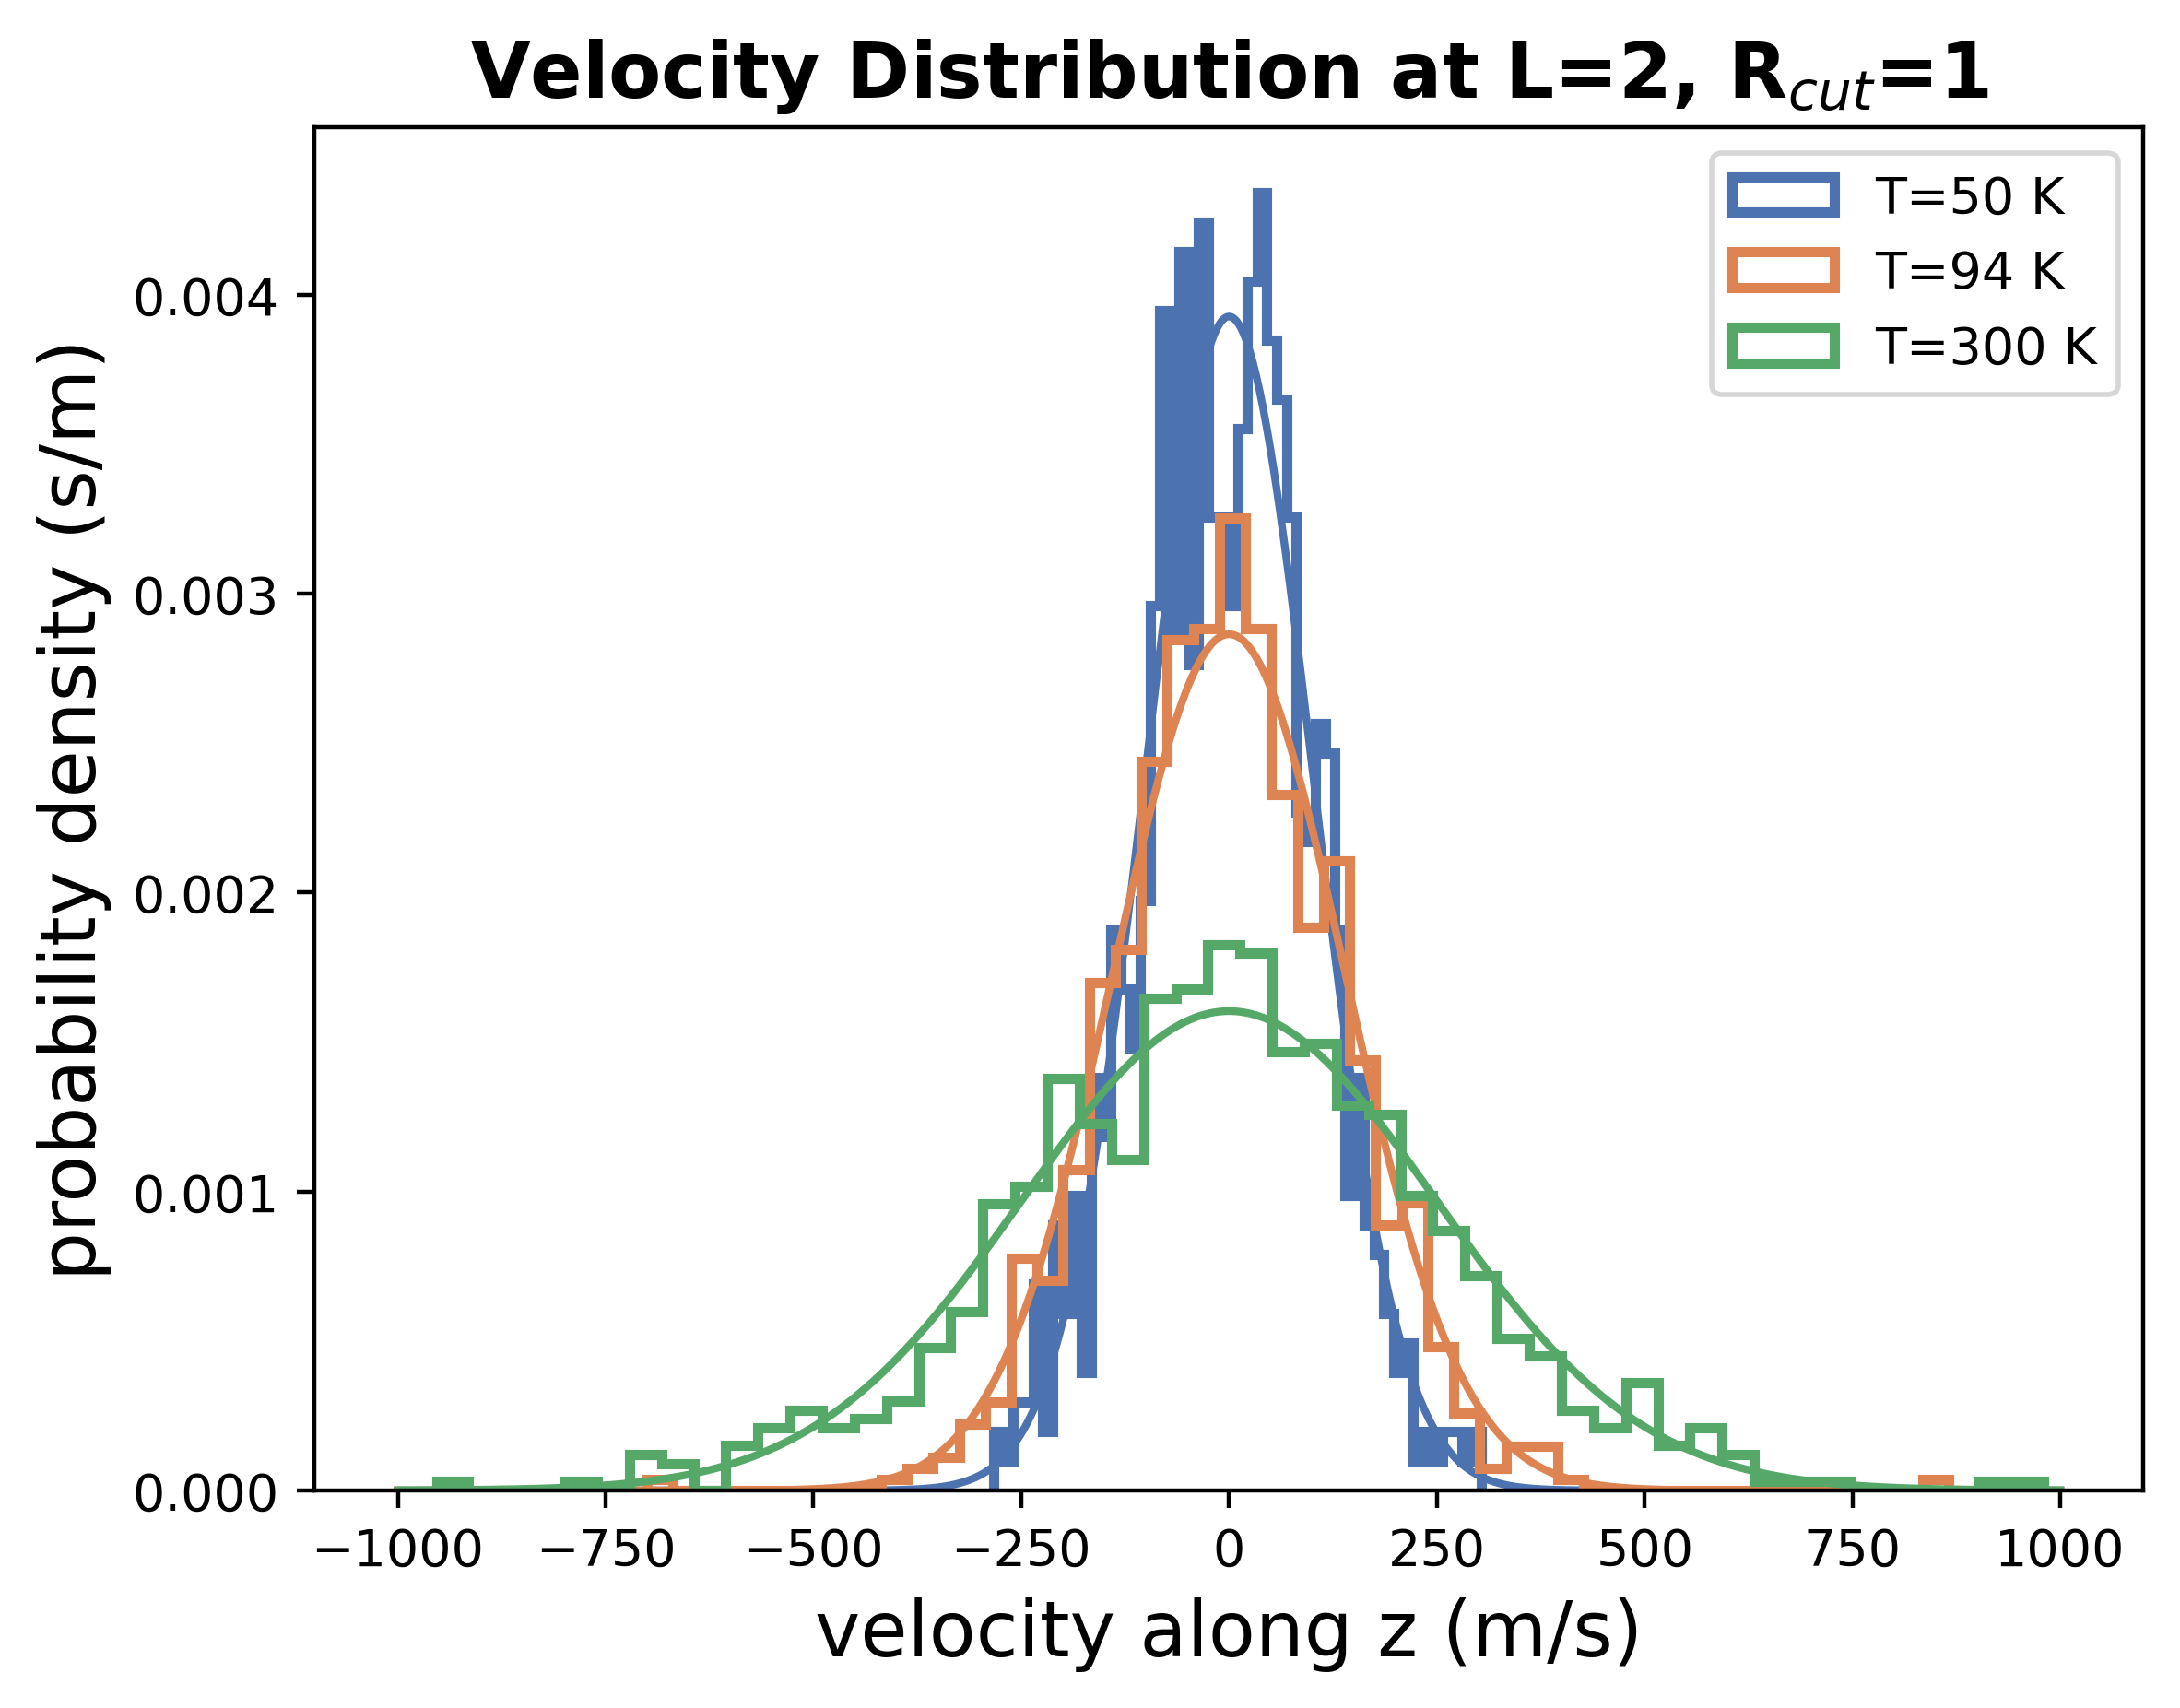 Velocity Distribution at L=2, R_cut=1
T=50 K
T=94 K
T=300 K
probability density (s/m)
0.004
0.003
0.002
0.001
0.000
−1000 −750 −500 −250 0 250 500 750 1000
velocity along z (m/s)